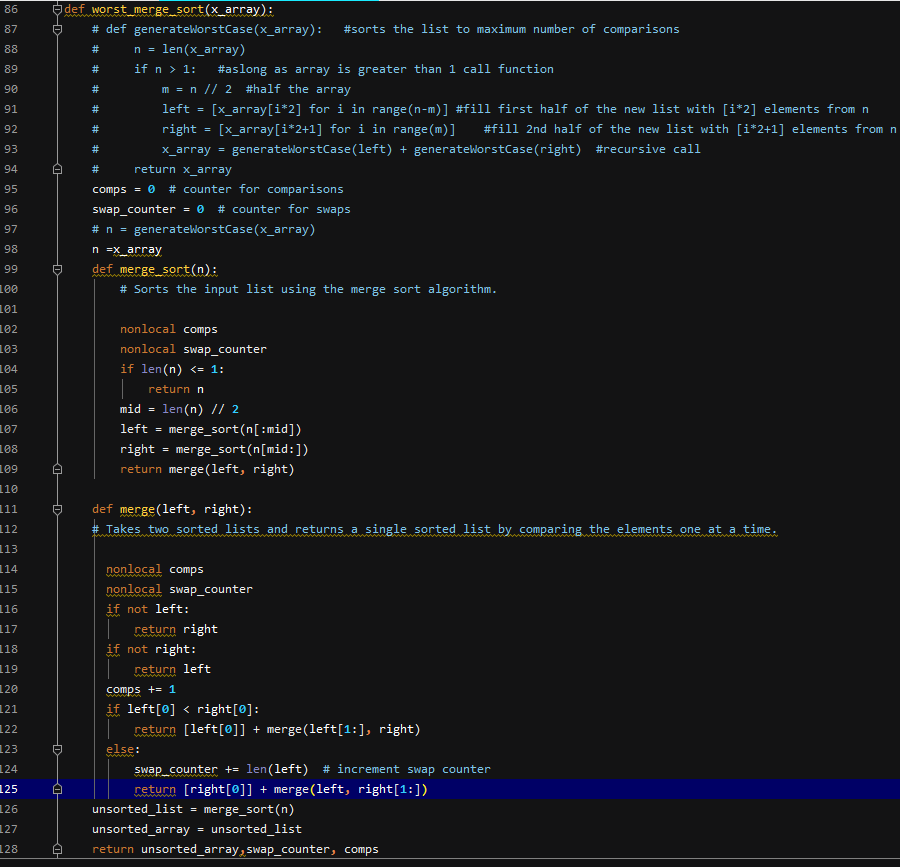 86 def worst_merge_sort(x_array):
87 # def generateWorstCase(x_array):   #sorts the list to maximum number of comparisons
88 #     n = len(x_array)
89 #     if n > 1:   #aslong as array is greater than 1 call function
90 #         m = n // 2  #half the array
91 #         left = [x_array[i*2] for i in range(n-m)] #fill first half of the new list with [i*2] elements from n
92 #         right = [x_array[i*2+1] for i in range(m)]    #fill 2nd half of the new list with [i*2+1] elements from n
93 #         x_array = generateWorstCase(left) + generateWorstCase(right)  #recursive call
94 #     return x_array
95 comps = 0  # counter for comparisons
96 swap_counter = 0  # counter for swaps
97 # n = generateWorstCase(x_array)
98 n =x_array
99 def merge_sort(n):
100 # Sorts the input list using the merge sort algorithm.
101
102 nonlocal comps
103 nonlocal swap_counter
104 if len(n) <= 1:
105 return n
106 mid = len(n) // 2
107 left = merge_sort(n[:mid])
108 right = merge_sort(n[mid:])
109 return merge(left, right)
110
111 def merge(left, right):
112 # Takes two sorted lists and returns a single sorted list by comparing the elements one at a time.
113
114 nonlocal comps
115 nonlocal swap_counter
116 if not left:
117 return right
118 if not right:
119 return left
120 comps += 1
121 if left[0] < right[0]:
122 return [left[0]] + merge(left[1:], right)
123 else:
124 swap_counter += len(left)  # increment swap counter
125 return [right[0]] + merge(left, right[1:])
126 unsorted_list = merge_sort(n)
127 unsorted_array = unsorted_list
128 return unsorted_array,swap_counter, comps